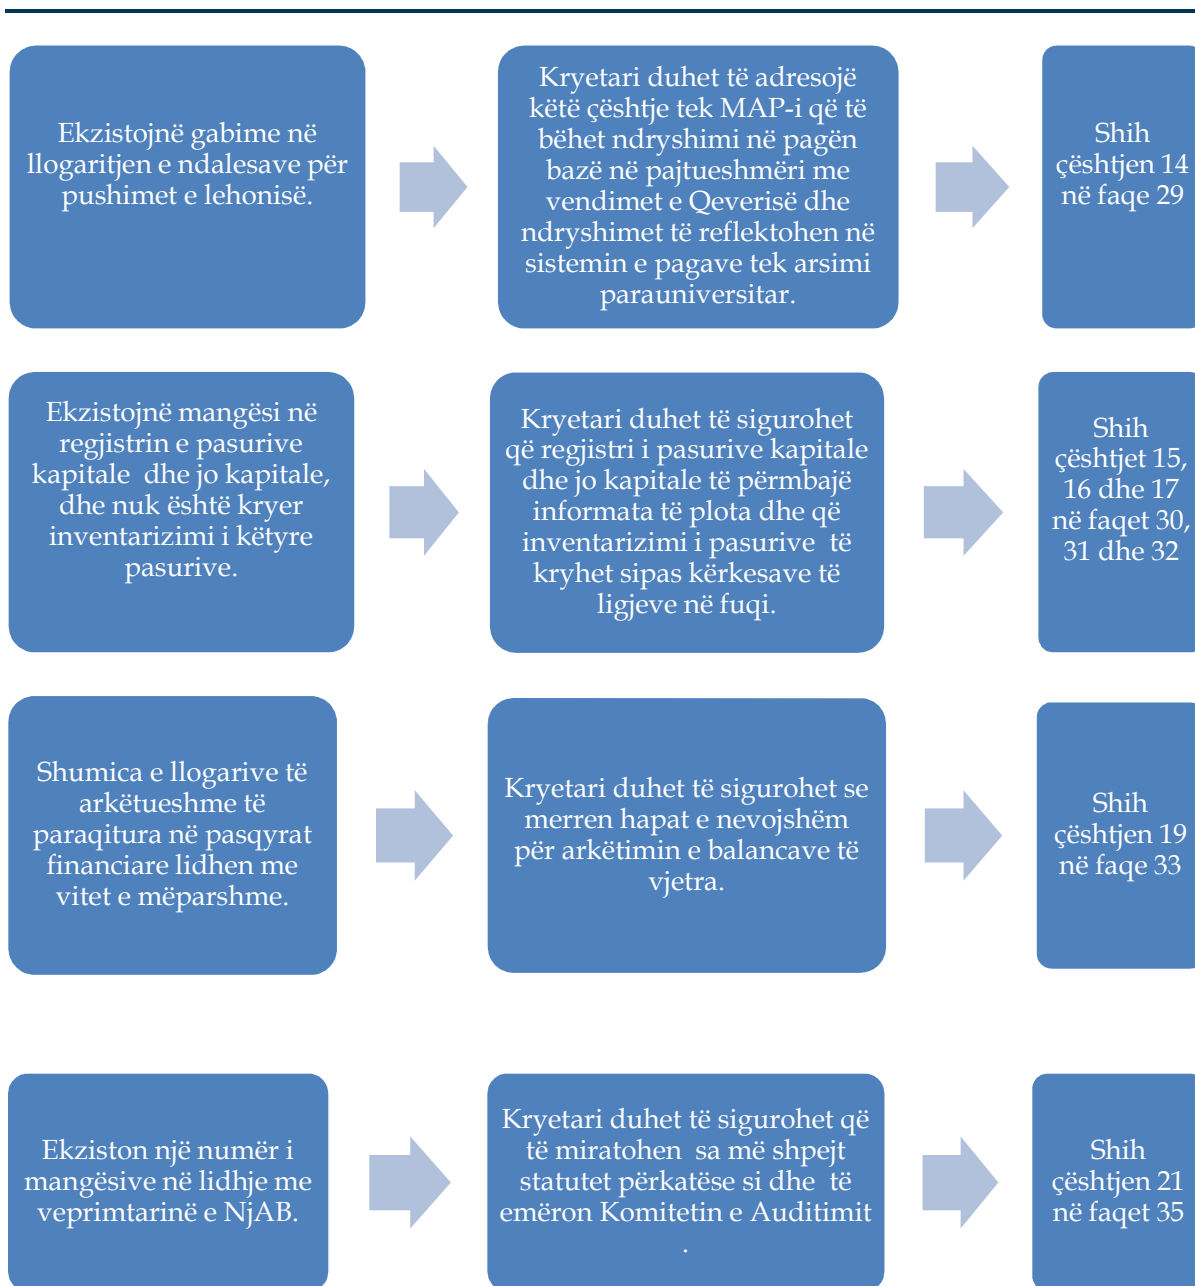 Ekzistojnë gabime në
llogaritjen e ndalesave për
pushimet e lehonisë.
Kryetari duhet të adresojë
këtë çështje tek MAP-i që të
bëhet ndryshimi në pagën
bazë në pajtueshmëri me
vendimet e Qeverisë dhe
ndryshimet të reflektohen në
sistemin e pagave tek arsimi
parauniversitar.
Shih
çështjen 14
në faqe 29
Ekzistojnë mangësi në
regjistrin e pasurive
kapitale dhe jo kapitale,
dhe nuk është kryer
inventarizimi i këtyre
pasurive.
Kryetari duhet të sigurohet
që regjistri i pasurive kapitale
dhe jo kapitale të përmbajë
informata të plota dhe që
inventarizimi i pasurive të
kryhet sipas kërkesave të
ligjeve në fuqi.
Shih
çështjet 15,
16 dhe 17
në faqet 30,
31 dhe 32
Shumica e llogarive të
arkëtueshme të
paraqitura në pasqyrat
financiare lidhen me
vitet e mëparshme.
Kryetari duhet të sigurohet se
merren hapat e nevojshëm
për arkëtimin e balancave të
vjetra.
Shih
çështjen 19
në faqe 33
Ekziston një numër i
mangësive në lidhje me
veprimtarinë e NjAB.
Kryetari duhet të sigurohet që
të miratohen sa më shpejt
statutet përkatëse si dhe të
emëron Komitetin e Auditimit
.
Shih
çështjen 21
në faqet 35